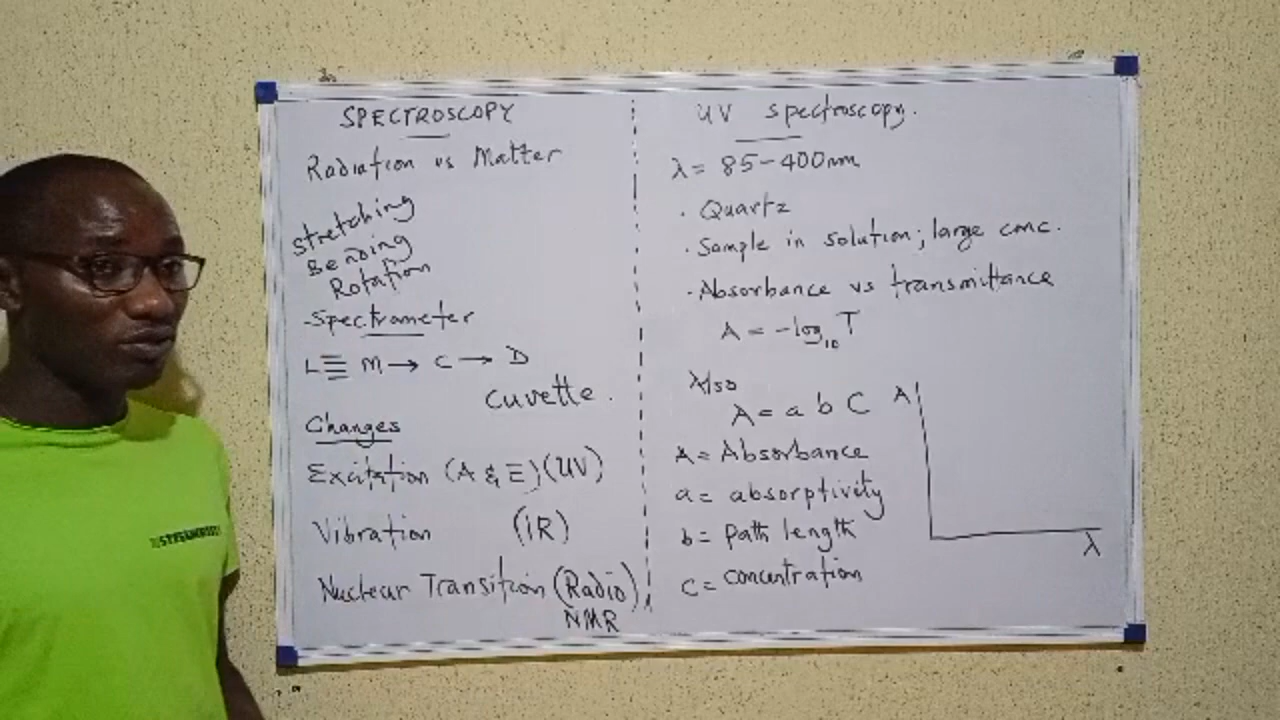 SPECTROSCOPY
Radiation vs Matter
Stretching
Bending
Rotation
-Spectrometer
L≡ M→ C → D
Cuvette.
Changes
Excitation (A & E)(UV)
Vibration (IR)
Nuclear Transition (Radio)
NMR
UV spectroscopy.
λ = 85-400nm
· Quartz
· Sample in solution; large conc.
· Absorbance vs transmittance
A = -log₁₀ T
Also
A = a b C
A = Absorbance
a = absorptivity
b = path length
C = concentration
A
λ